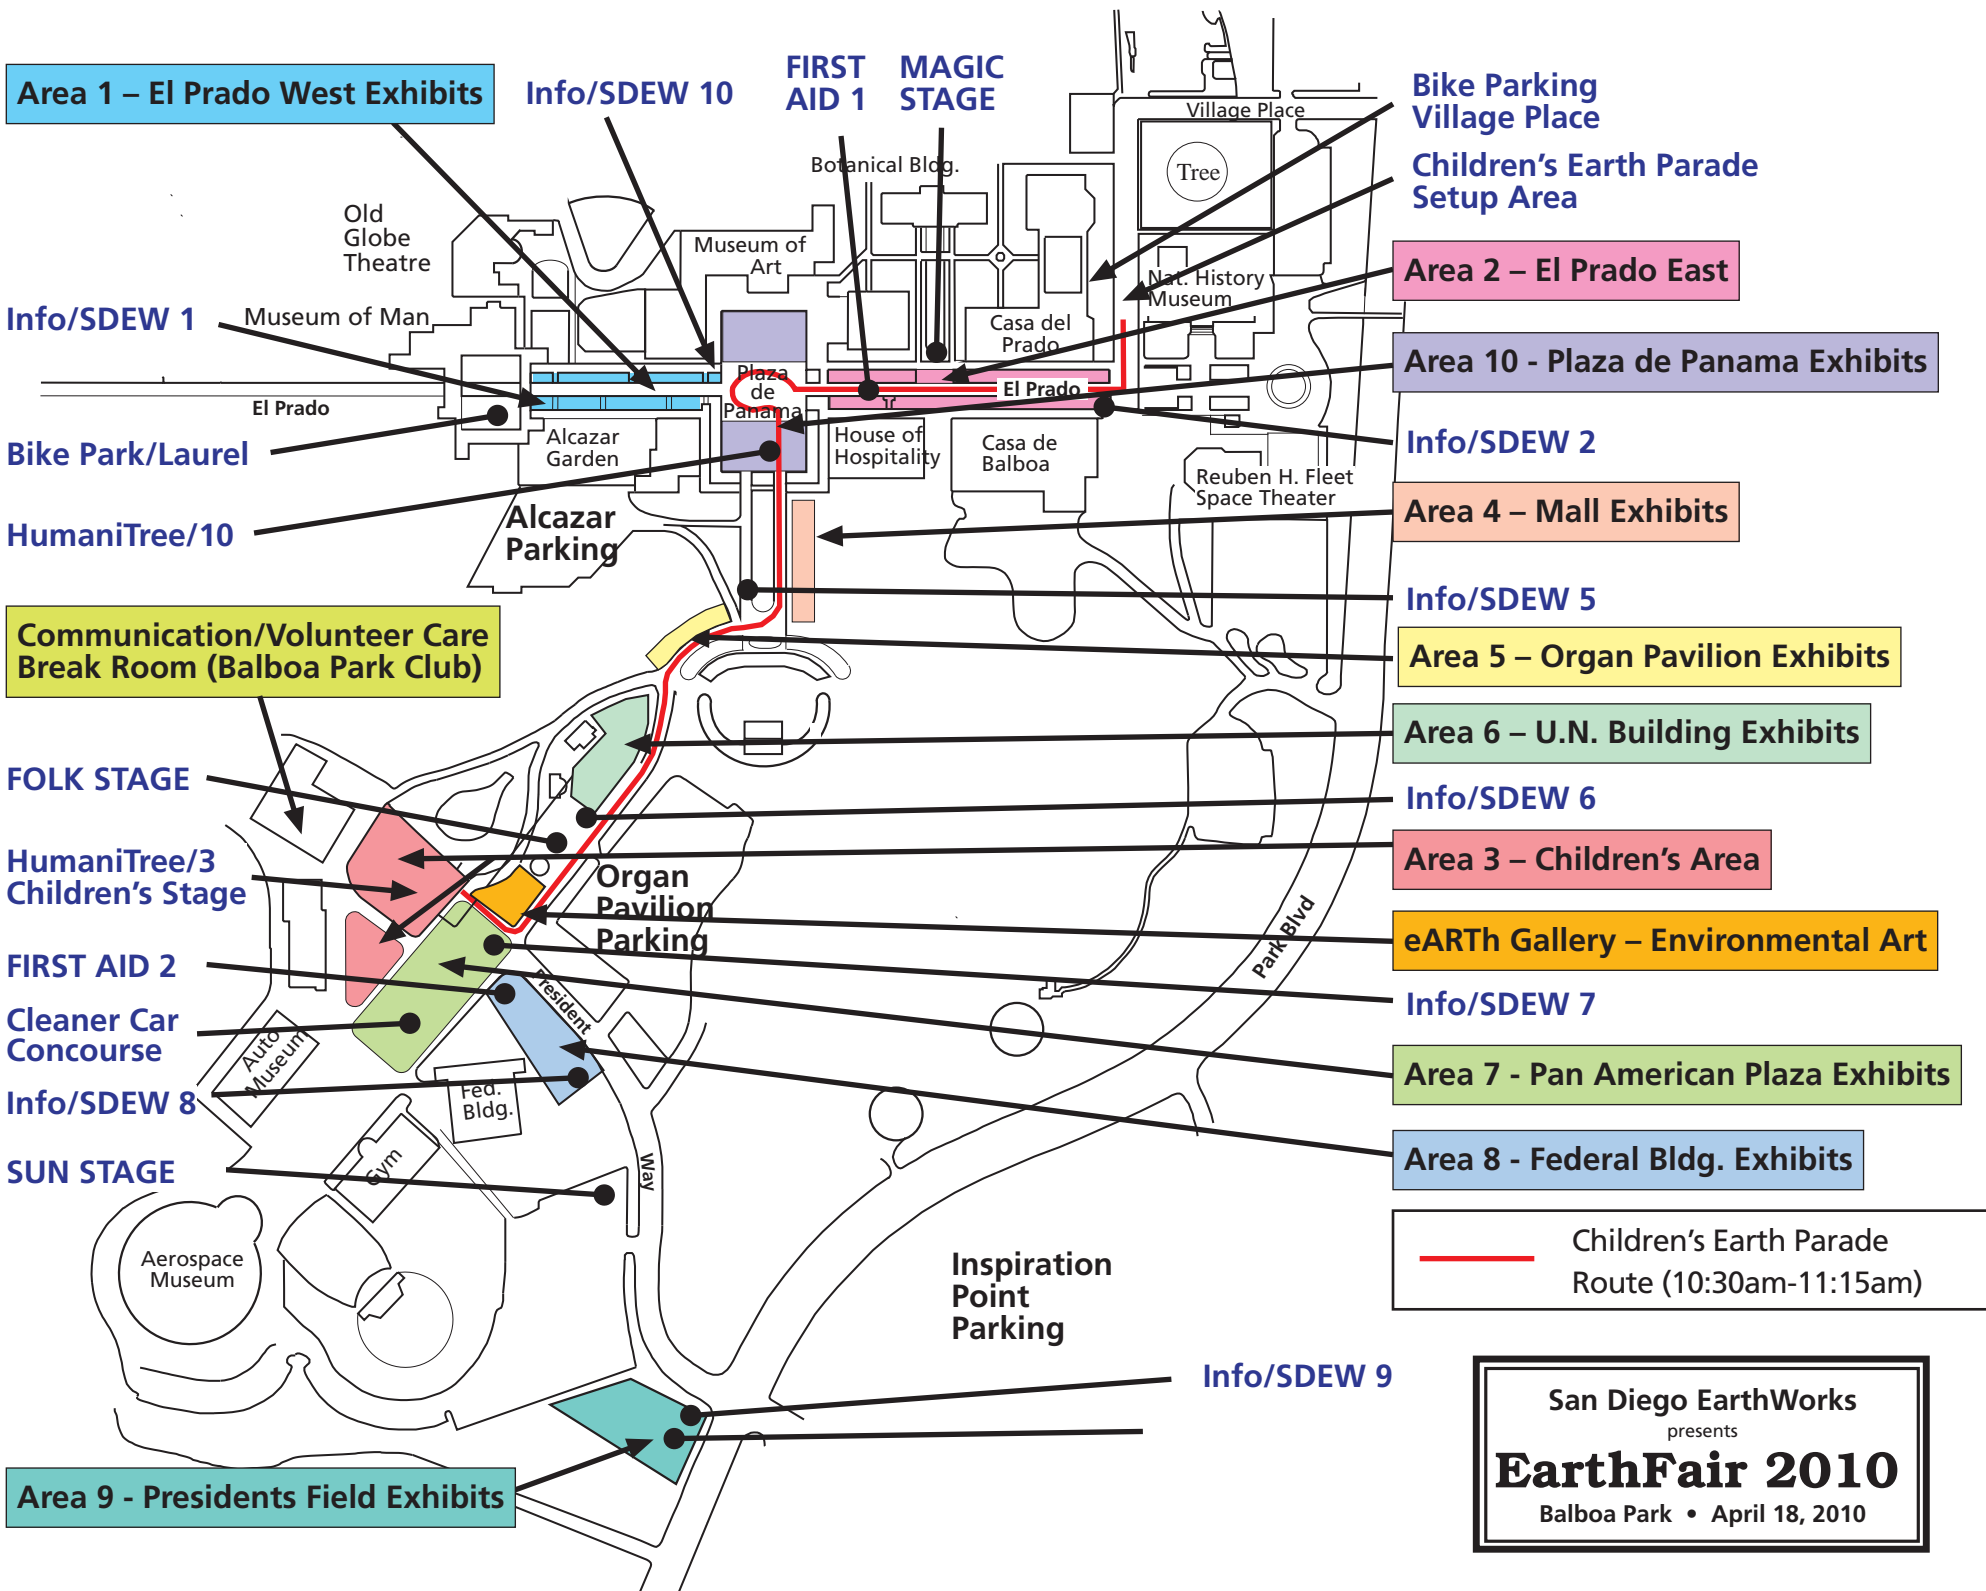 Area 1 – El Prado West Exhibits
Info/SDEW 10
FIRST
AID 1
MAGIC
STAGE
Bike Parking
Village Place
Village Place
Children's Earth Parade
Setup Area
Botanical Bldg.
Tree
Old
Globe
Theatre
Museum of
Art
Nat. History
Museum
Area 2 – El Prado East
Info/SDEW 1
Museum of Man
Casa del
Prado
Area 10 - Plaza de Panama Exhibits
Plaza
de
Panama
El Prado
El Prado
Info/SDEW 2
Bike Park/Laurel
Alcazar
Garden
House of
Hospitality
Casa de
Balboa
Reuben H. Fleet
Space Theater
Area 4 – Mall Exhibits
HumaniTree/10
Alcazar
Parking
Info/SDEW 5
Communication/Volunteer Care
Break Room (Balboa Park Club)
Area 5 – Organ Pavilion Exhibits
Area 6 – U.N. Building Exhibits
FOLK STAGE
Info/SDEW 6
HumaniTree/3
Children's Stage
Area 3 – Children's Area
Organ
Pavilion
Parking
eARTh Gallery – Environmental Art
Park Blvd
FIRST AID 2
Info/SDEW 7
President
Way
Cleaner Car
Concourse
Auto
Museum
Area 7 - Pan American Plaza Exhibits
Info/SDEW 8
Fed.
Bldg.
Area 8 - Federal Bldg. Exhibits
SUN STAGE
Gym
Aerospace
Museum
Inspiration
Point
Parking
Children's Earth Parade
Route (10:30am-11:15am)
Info/SDEW 9
Area 9 - Presidents Field Exhibits
San Diego EarthWorks
presents
EarthFair 2010
Balboa Park • April 18, 2010